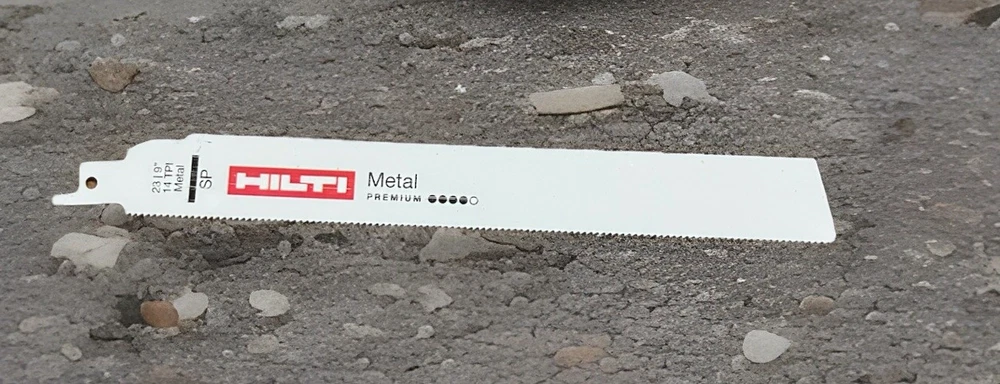 23 | 9"
14 TPI
Metal
SP
HILTI
Metal
PREMIUM